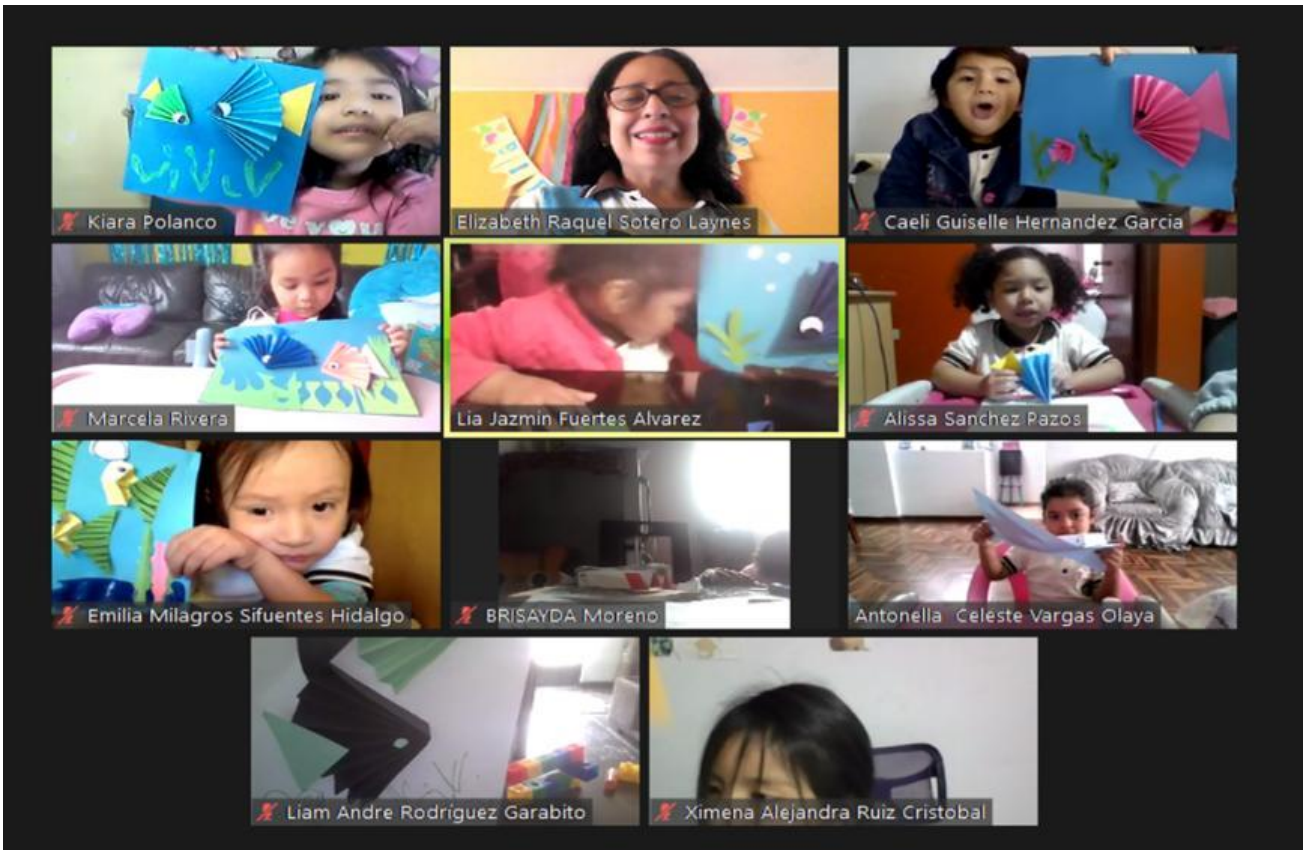 Kiara Polanco
Elizabeth Raquel Sotero Laynes
Caeli Guiselle Hernandez Garcia
Marcela Rivera
Lia Jazmin Fuertes Alvarez
Alissa Sanchez Pazos
Emilia Milagros Sifuentes Hidalgo
BRISAYDA Moreno
Antonella Celeste Vargas Olaya
Liam Andre Rodríguez Garabito
Ximena Alejandra Ruiz Cristobal